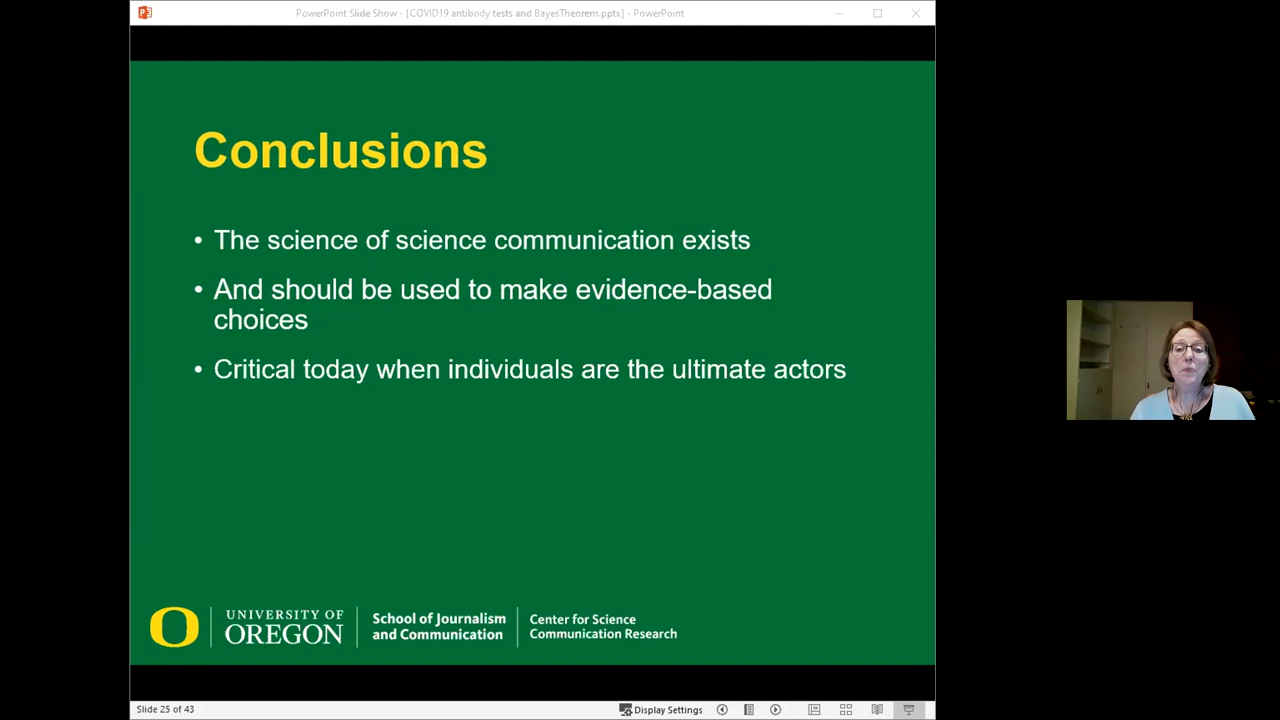 PowerPoint Slide Show - [COVID19 antibody tests and BayesTheorem.pptx] - PowerPoint
Conclusions
• The science of science communication exists
• And should be used to make evidence-based
choices
• Critical today when individuals are the ultimate actors
O
UNIVERSITY OF
OREGON
School of Journalism
and Communication
Center for Science
Communication Research
Slide 25 of 43
Display Settings